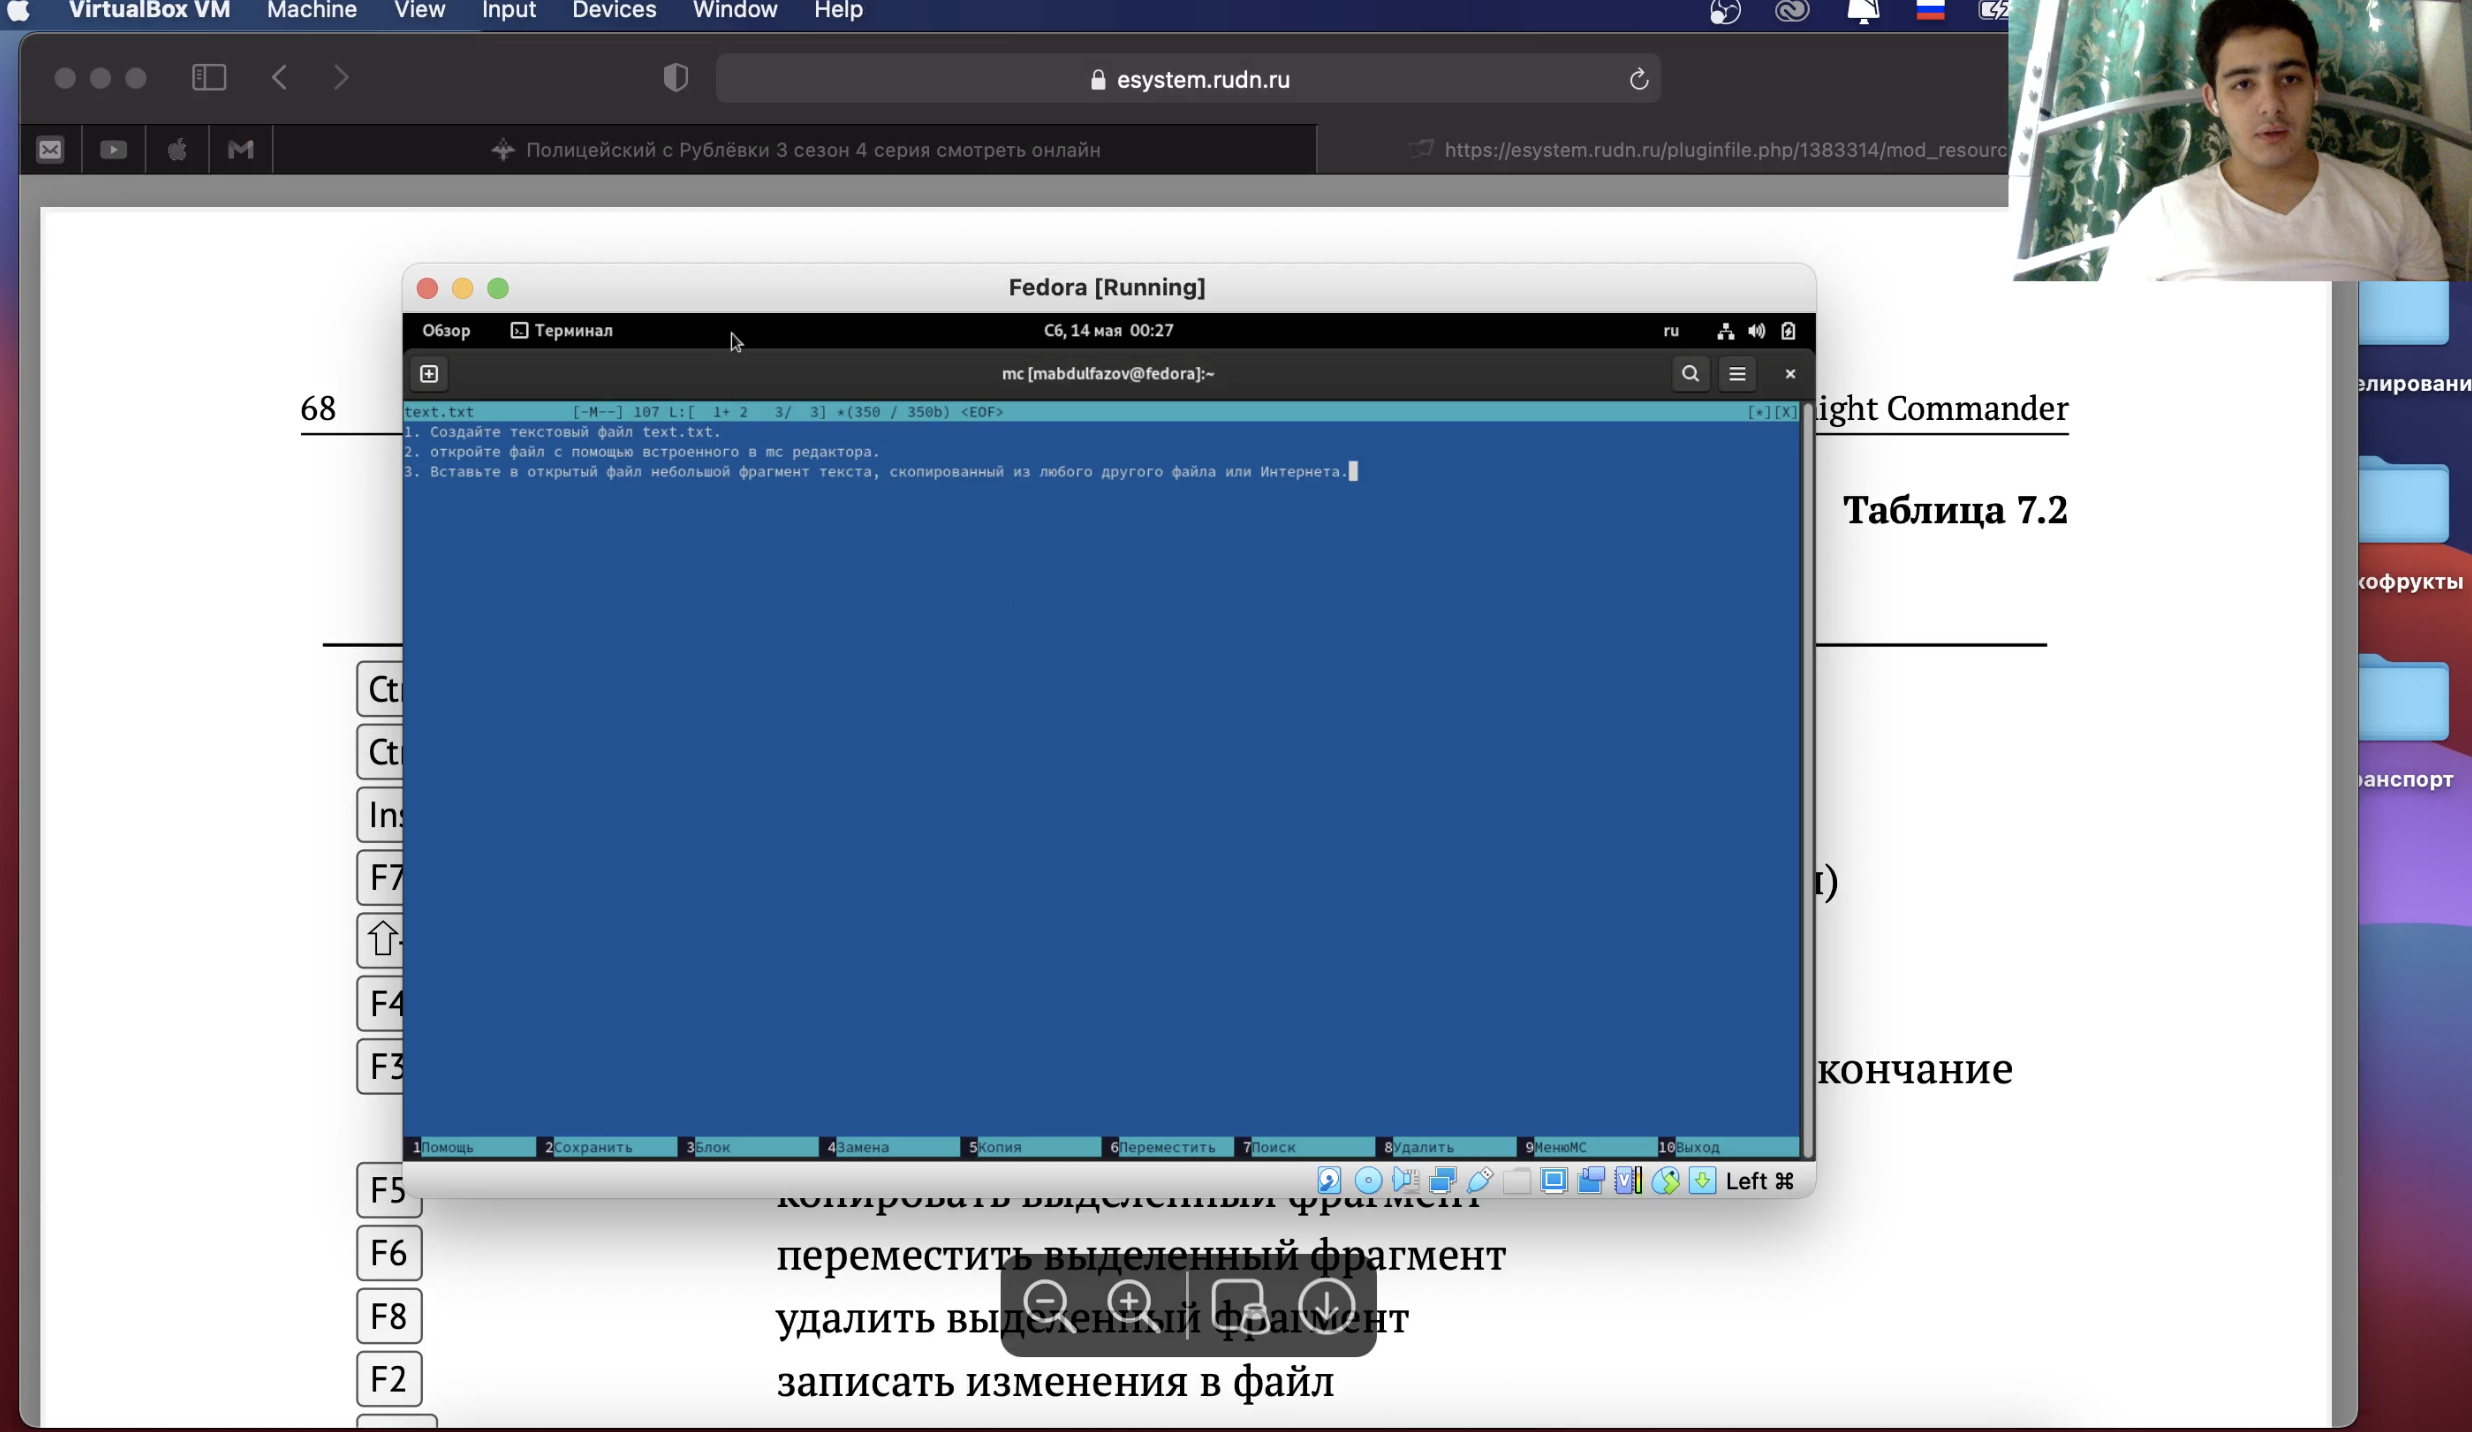 VirtualBox VM Machine View Input Devices Window Help
esystem.rudn.ru
Полицейский с Рублёвки 3 сезон 4 серия смотреть онлайн
https://esystem.rudn.ru/pluginfile.php/1383314/mod_resourc
Fedora [Running]
Обзор Терминал Сб, 14 мая 00:27 ru
mc [mabdulfazov@fedora]:~
68
ight Commander
text.txt [-M--] 107 L:[ 1+ 2 3/ 3] *(350 / 350b) <EOF> [*][X]
1. Создайте текстовый файл text.txt.
2. откройте файл с помощью встроенного в mc редактора.
3. Вставьте в открытый файл небольшой фрагмент текста, скопированный из любого другого файла или Интернета.
Таблица 7.2
елировани
кофрукты
ранспорт
Ct
Ct
Ins
F7
F4
F3
кончание
1Помощь 2Сохранить 3Блок 4Замена 5Копия 6Переместить 7Поиск 8Удалить 9МенюМС 10Выход
Left ⌘
F5 копировать выделенный фрагмент
F6 переместить выделенный фрагмент
F8 удалить выделенный фрагмент
F2 записать изменения в файл